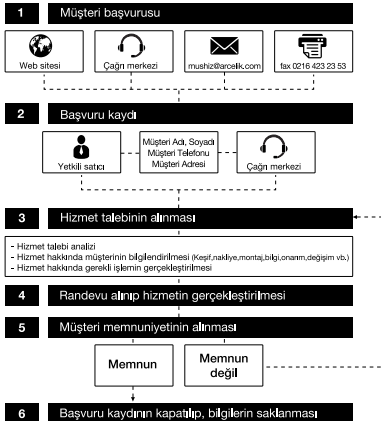 1 Müşteri başvurusu
Web sitesi
Çağrı merkezi
mushiz@arcelik.com
fax 0216 423 23 53
2 Başvuru kaydı
Yetkili satıcı
Müşteri Adı, Soyadı
Müşteri Telefonu
Müşteri Adresi
Çağrı merkezi
3 Hizmet talebinin alınması
- Hizmet talebi analizi
- Hizmet hakkında müşterinin bilgilendirilmesi (Keşif,nakliye,montaj,bilgi,onarım,değişim vb.)
- Hizmet hakkında gerekli işlemin gerçekleştirilmesi
4 Randevu alınıp hizmetin gerçekleştirilmesi
5 Müşteri memnuniyetinin alınması
Memnun
Memnun
değil
6 Başvuru kaydının kapatılıp, bilgilerin saklanması